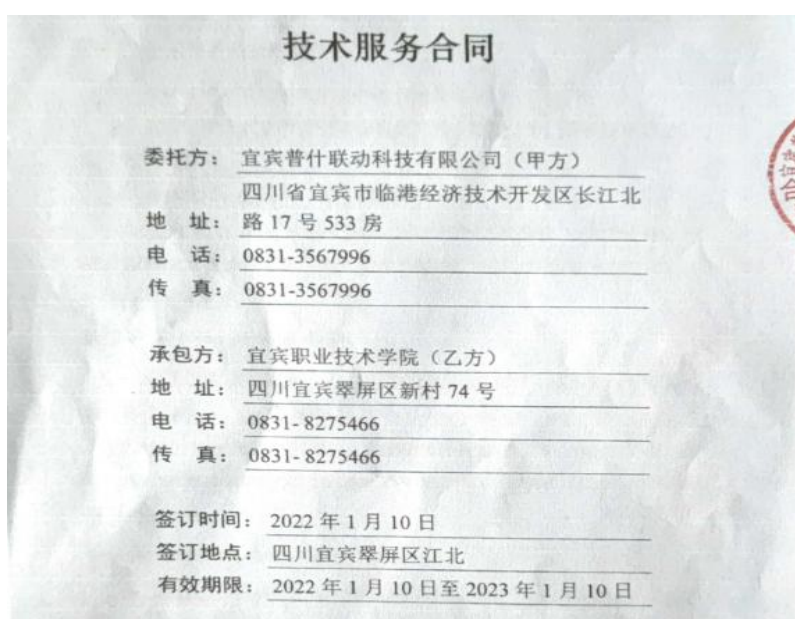 技术服务合同
委托方：宜宾普什联动科技有限公司（甲方）
四川省宜宾市临港经济技术开发区长江北
地 址：路 17 号 533 房
电 话：0831-3567996
传 真：0831-3567996
承包方：宜宾职业技术学院（乙方）
地 址：四川宜宾翠屏区新村 74 号
电 话：0831- 8275466
传 真：0831- 8275466
签订时间：2022 年 1 月 10 日
签订地点：四川宜宾翠屏区江北
有效期限：2022 年 1 月 10 日至 2023 年 1 月 10 日